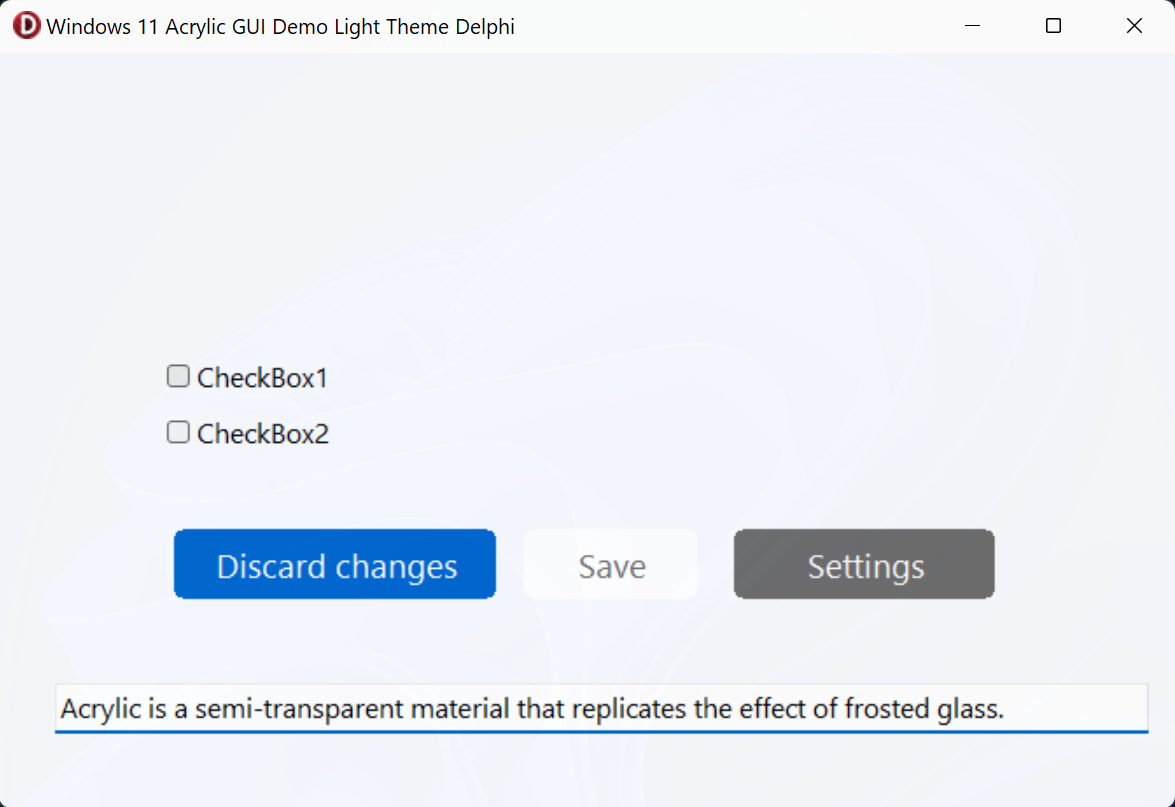 Windows 11 Acrylic GUI Demo Light Theme Delphi
CheckBox1
CheckBox2
Discard changes Save Settings
Acrylic is a semi-transparent material that replicates the effect of frosted glass.